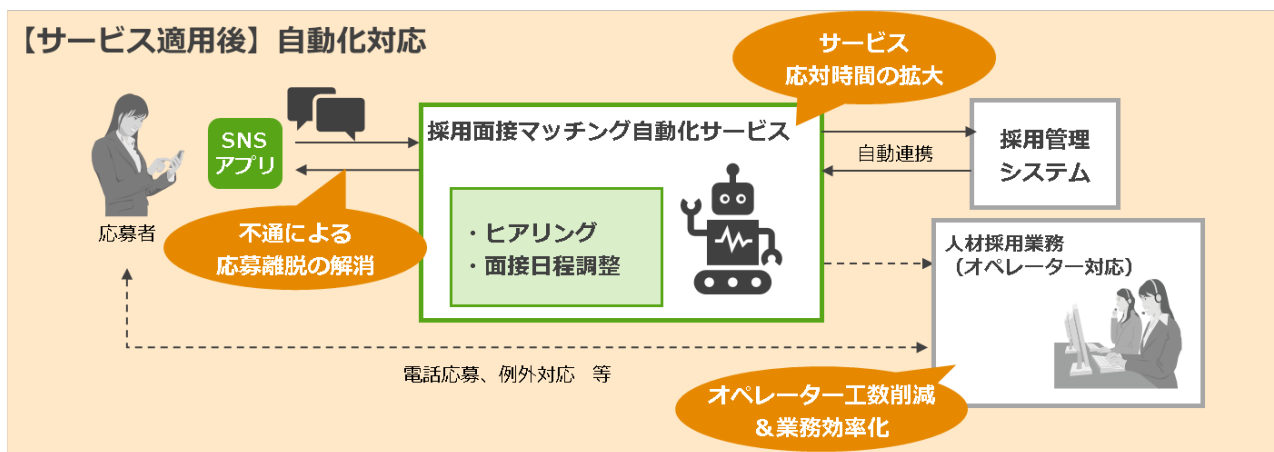 【サービス適用後】自動化対応
サービス
応対時間の拡大
SNS
アプリ
採用面接マッチング自動化サービス
自動連携
採用管理
システム
応募者
不通による
応募離脱の解消
・ヒアリング
・面接日程調整
人材採用業務
（オペレーター対応）
電話応募、例外対応　等
オペレーター工数削減
＆業務効率化